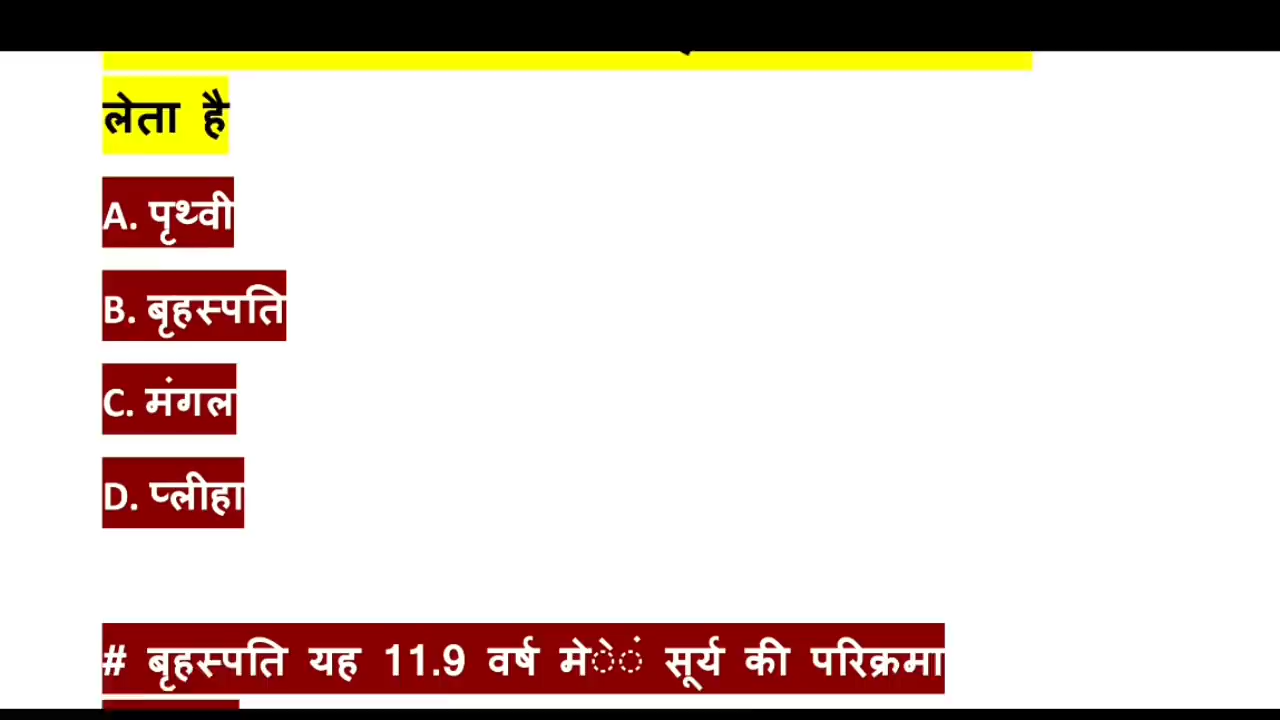 लेता है
A. पृथ्वी
B. बृहस्पति
C. मंगल
D. प्लीहा
# बृहस्पति यह 11.9 वर्ष मेेें सूर्य की परिक्रमा